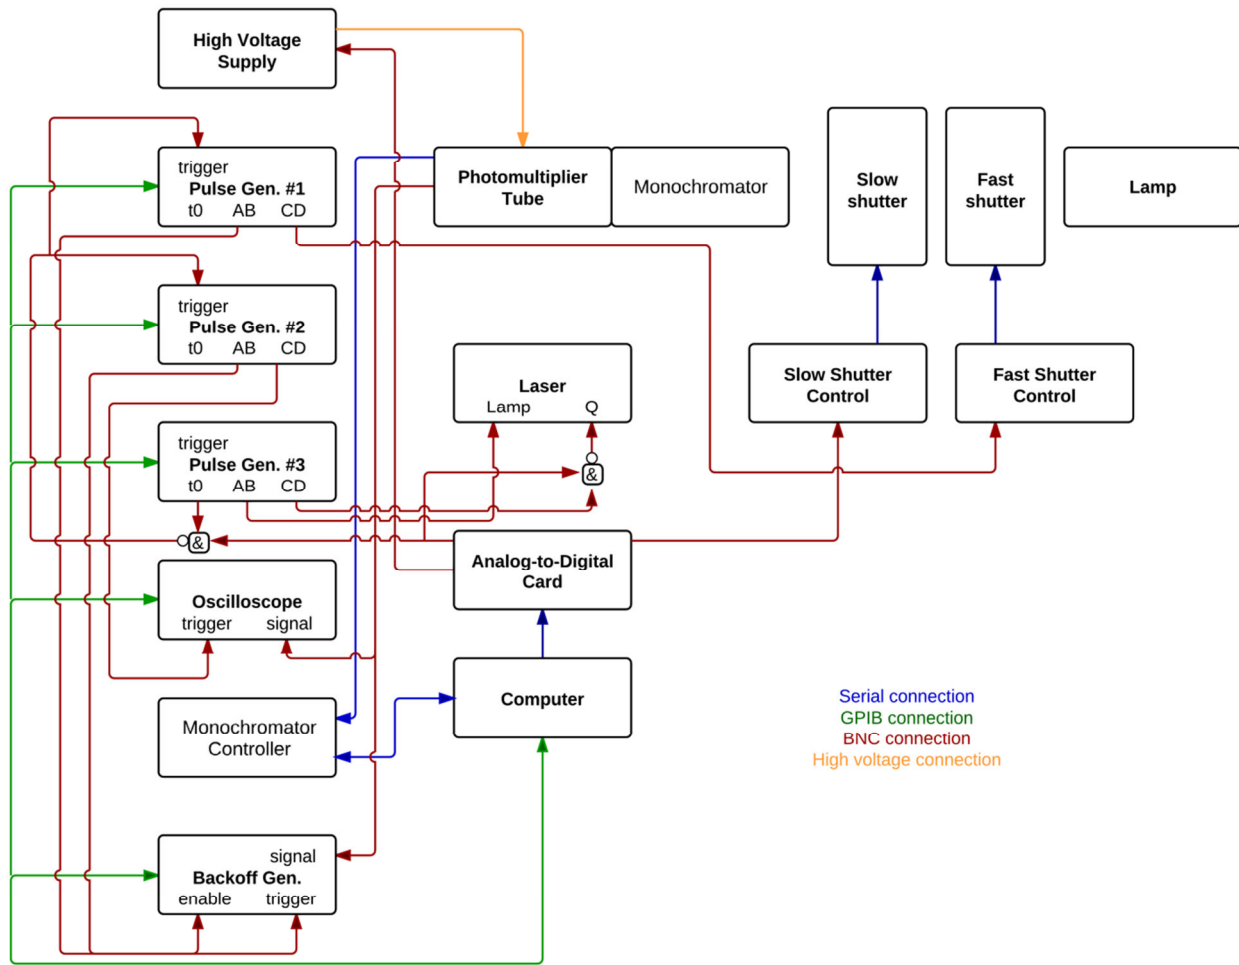 High Voltage
Supply
trigger
Pulse Gen. #1
t0 AB CD
Photomultiplier
Tube
Monochromator
Slow
shutter
Fast
shutter
Lamp
trigger
Pulse Gen. #2
t0 AB CD
Laser
Lamp Q
Slow Shutter
Control
Fast Shutter
Control
trigger
Pulse Gen. #3
t0 AB CD
&
&
Analog-to-Digital
Card
Oscilloscope
trigger signal
Computer
Monochromator
Controller
Serial connection
GPIB connection
BNC connection
High voltage connection
signal
Backoff Gen.
enable trigger